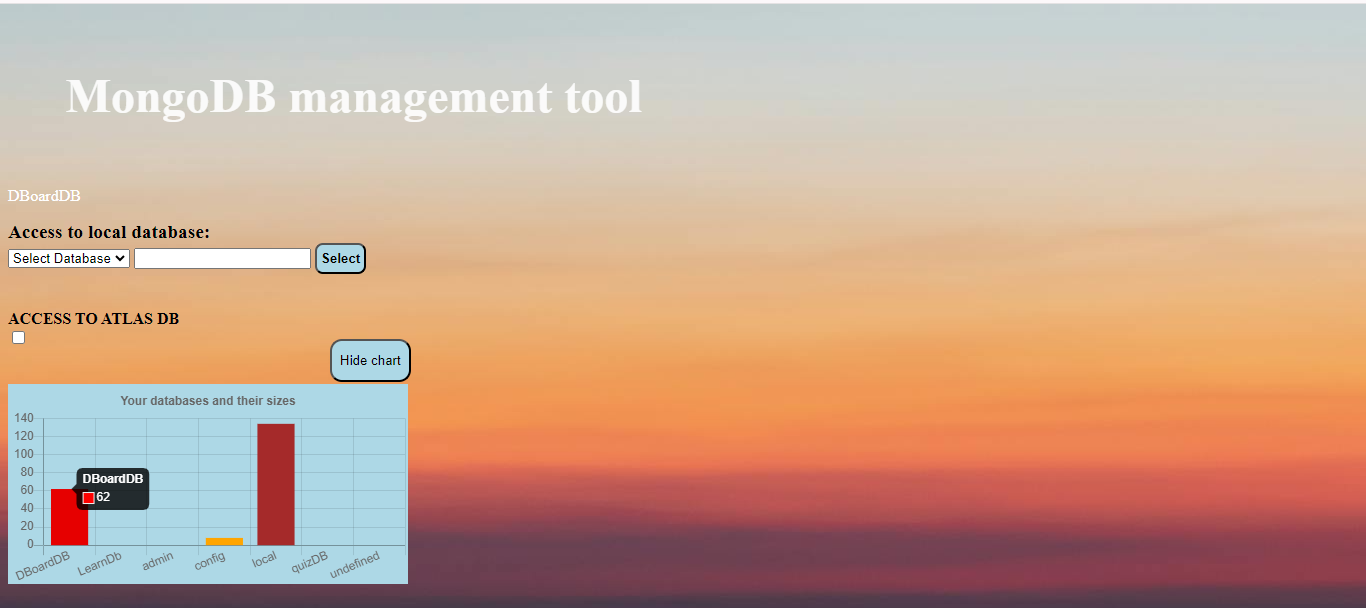 MongoDB management tool
DBoardDB
Access to local database:
Select Database Select
ACCESS TO ATLAS DB
Hide chart
Your databases and their sizes
140
120
100
80
60
40
20
0
DBoardDB
62
DBoardDB LearnDb admin config local quizDB undefined